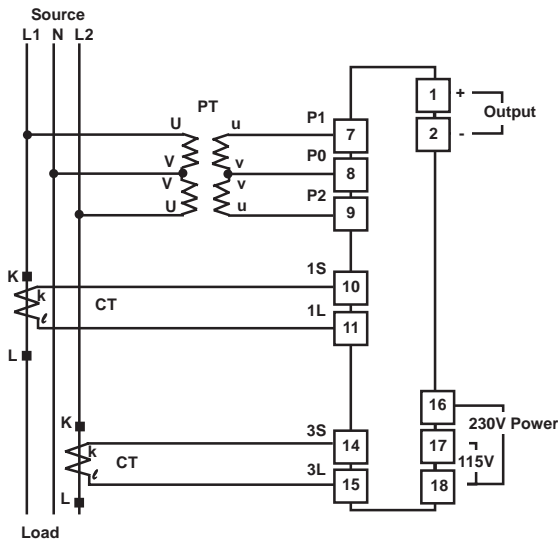 Source
L1 N L2
PT
U u P1 7
V v P0 8
V v
U u P2 9
1 +
Output
2 -
K
k CT
ℓ
L
1S 10
1L 11
K
k CT
ℓ
L
3S 14
3L 15
16
230V Power
17
115V
18
Load